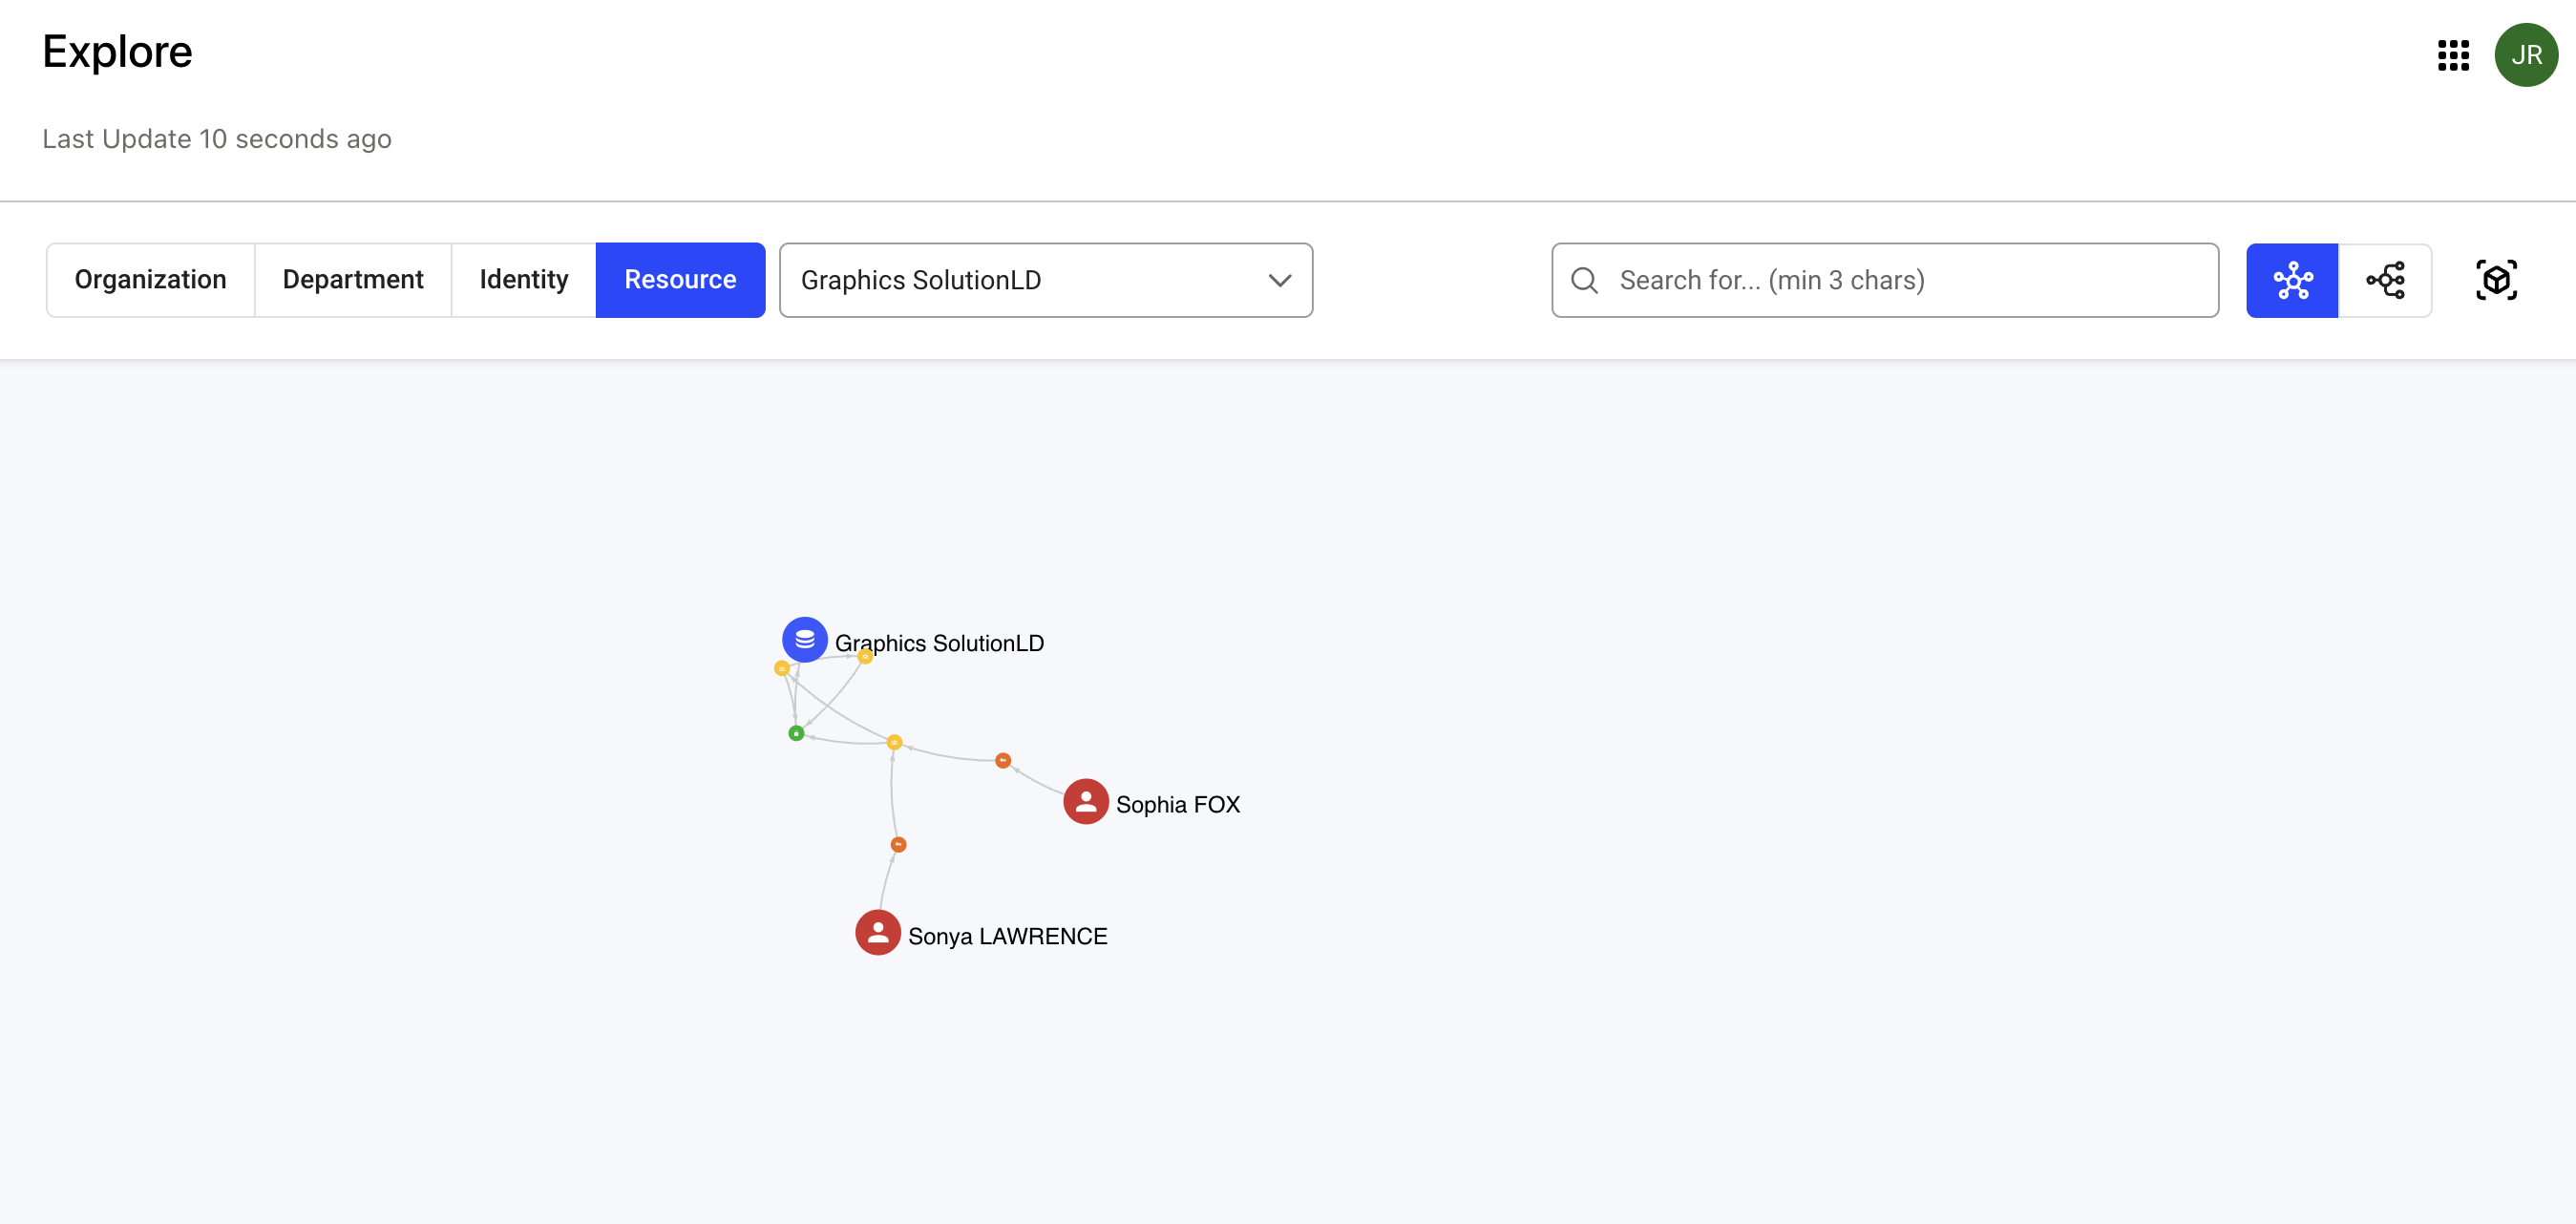 Explore
JR
Last Update 10 seconds ago
Organization
Department
Identity
Resource
Graphics SolutionLD
Search for... (min 3 chars)
Graphics SolutionLD
Sophia FOX
Sonya LAWRENCE